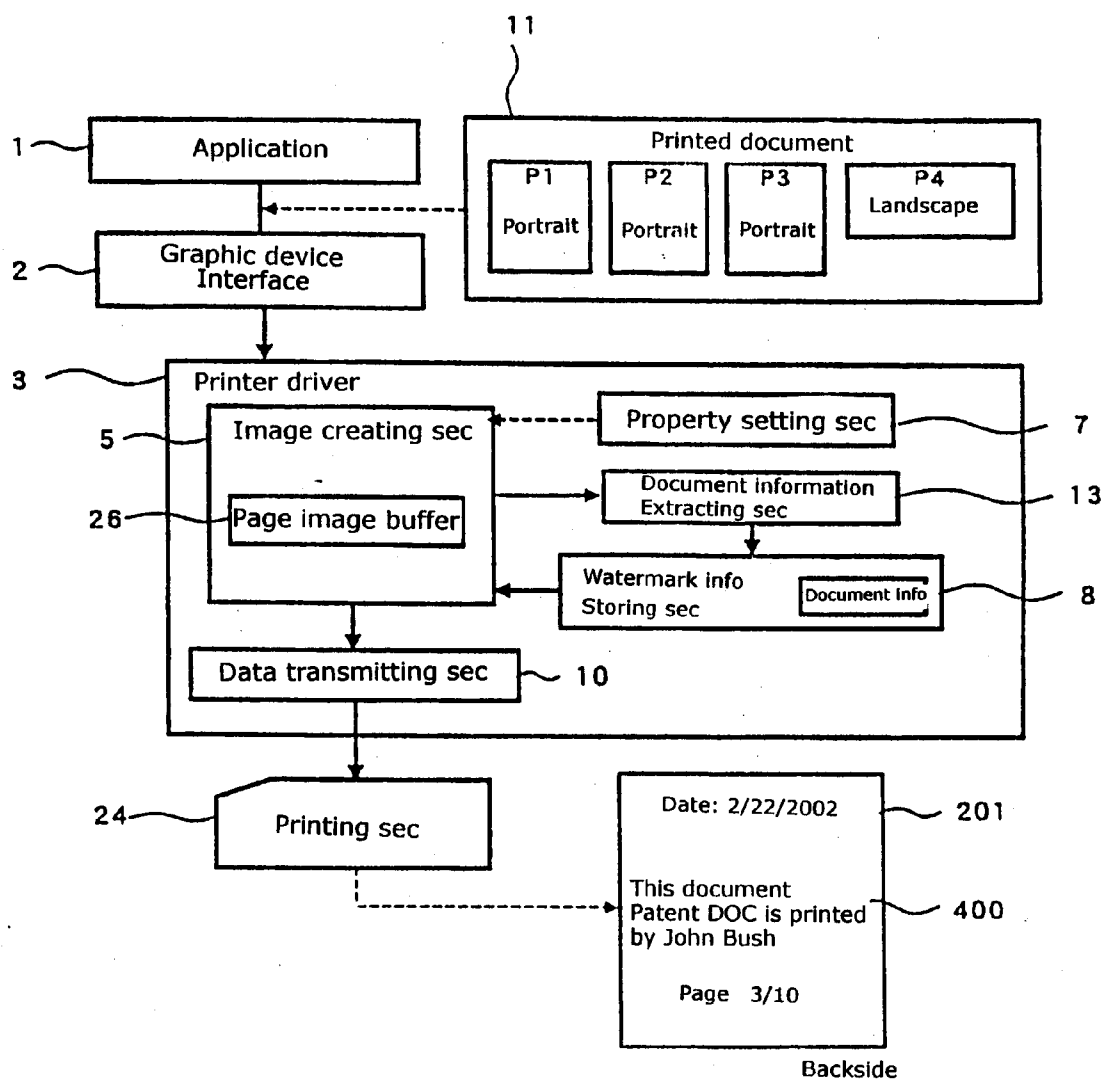 11
1
Application
Printed document
P1
Portrait
P2
Portrait
P3
Portrait
P4
Landscape
2
Graphic device
Interface
3
Printer driver
5
Image creating sec
Property setting sec
7
26
Page image buffer
Document information
Extracting sec
13
Watermark info
Storing sec
Document Info
8
Data transmitting sec
10
24
Printing sec
Date: 2/22/2002
201
This document
Patent DOC is printed
by John Bush
400
Page 3/10
Backside